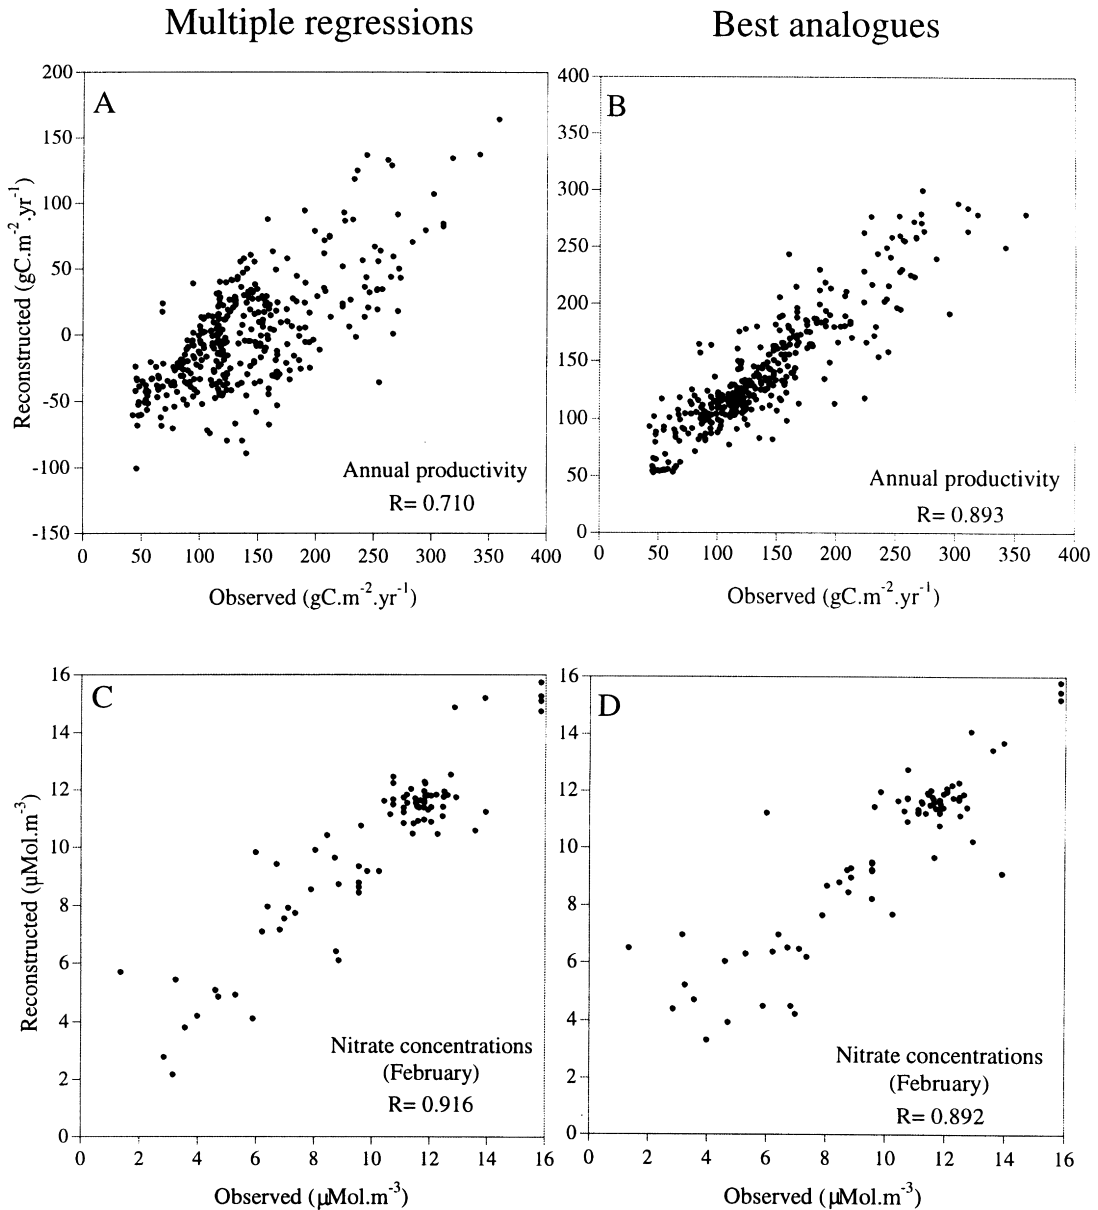 Multiple regressions
Best analogues
A
200
150
100
50
0
-50
-100
-150
0 50 100 150 200 250 300 350 400
Reconstructed (gC.m⁻².yr⁻¹)
Observed (gC.m⁻².yr⁻¹)
Annual productivity
R= 0.710
B
400
350
300
250
200
150
100
50
0
0 50 100 150 200 250 300 350 400
Observed (gC.m⁻².yr⁻¹)
Annual productivity
R= 0.893
C
16
14
12
10
8
6
4
2
0
0 2 4 6 8 10 12 14 16
Reconstructed (µMol.m⁻³)
Observed (µMol.m⁻³)
Nitrate concentrations
(February)
R= 0.916
D
16
14
12
10
8
6
4
2
0
0 2 4 6 8 10 12 14 16
Observed (µMol.m⁻³)
Nitrate concentrations
(February)
R= 0.892